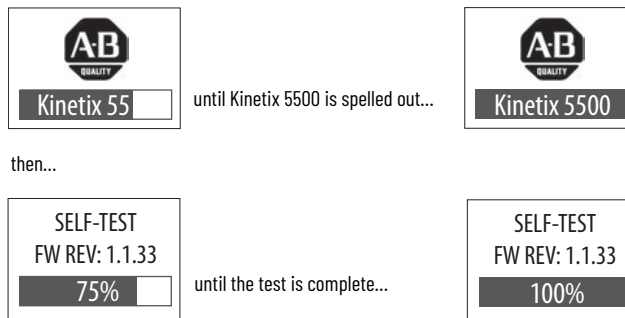 A-B
QUALITY
Kinetix 55
until Kinetix 5500 is spelled out...
A-B
QUALITY
Kinetix 5500
then...
SELF-TEST
FW REV: 1.1.33
75%
until the test is complete...
SELF-TEST
FW REV: 1.1.33
100%